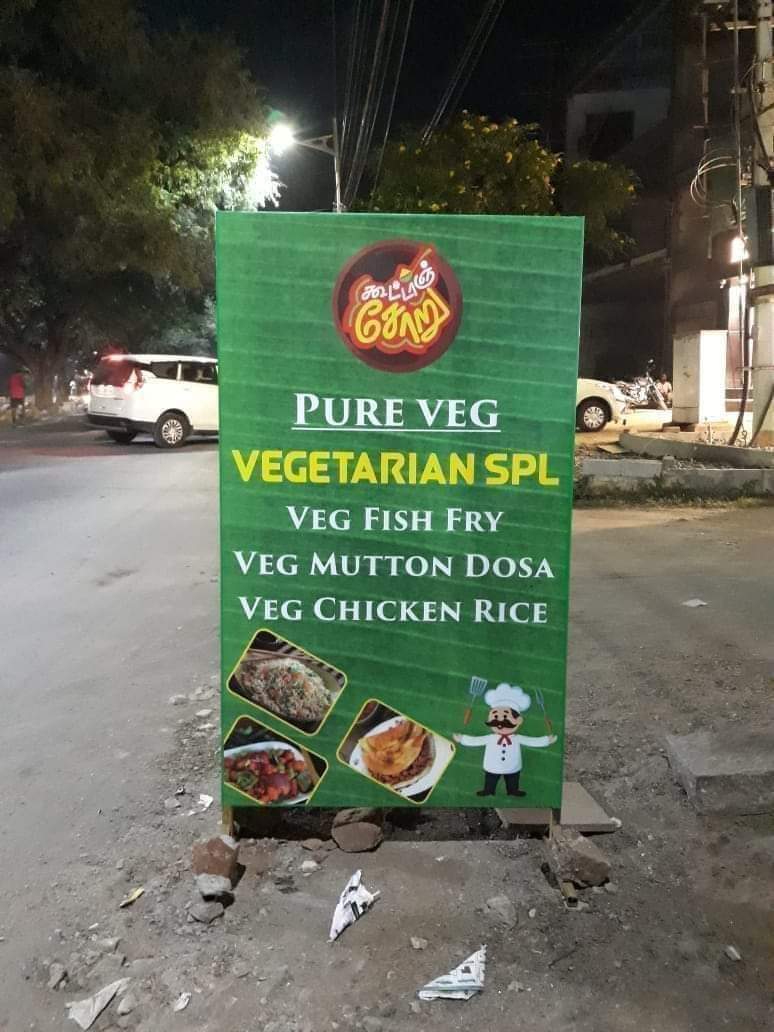 கூட்டாஞ்
சோறு
PURE VEG
VEGETARIAN SPL
VEG FISH FRY
VEG MUTTON DOSA
VEG CHICKEN RICE